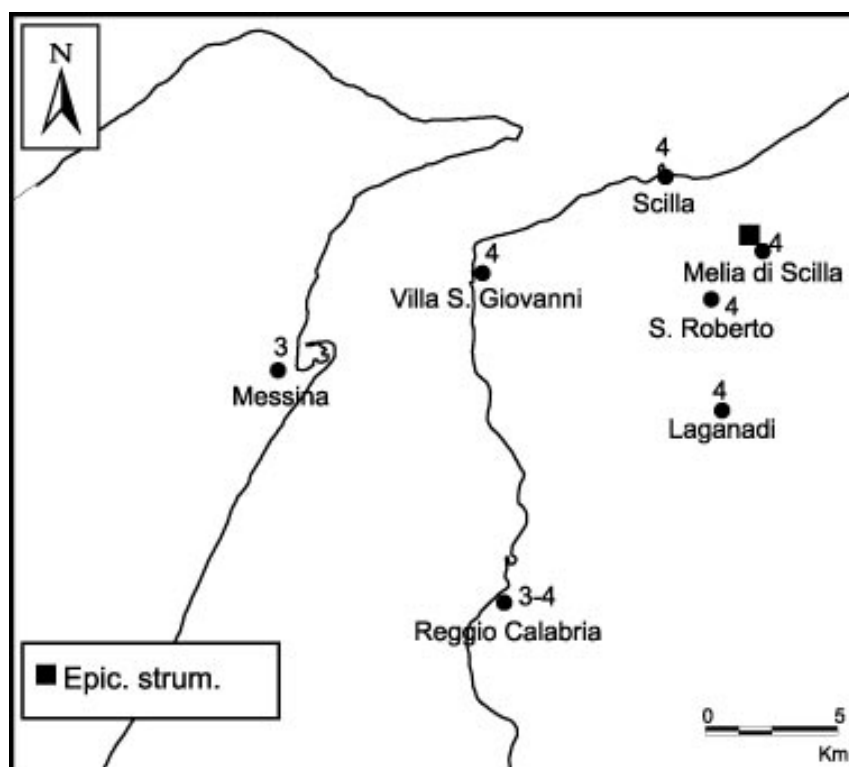 N
4
Scilla
4
Melia di Scilla
4
Villa S. Giovanni
4
S. Roberto
3
Messina
4
Laganadi
3-4
Reggio Calabria
Epic. strum.
0 5
Km